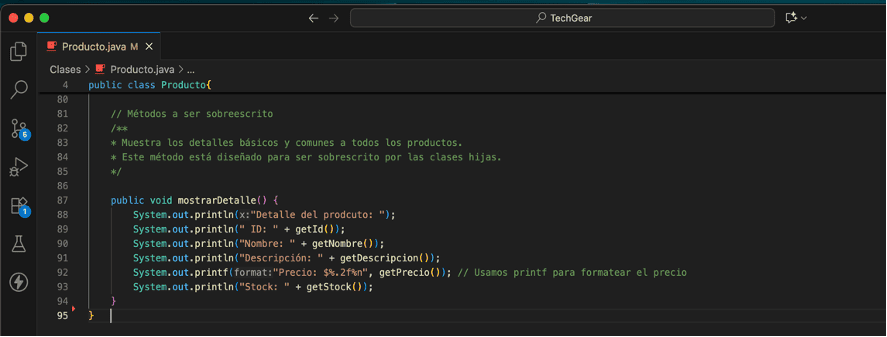 TechGear
Producto.java M
Clases > Producto.java > ...
4 public class Producto{
80
81 // Métodos a ser sobreescrito
82 /**
83 * Muestra los detalles básicos y comunes a todos los productos.
84 * Este método está diseñado para ser sobrescrito por las clases hijas.
85 */
86
87 public void mostrarDetalle() {
88 System.out.println(x:"Detalle del prodcuto: ");
89 System.out.println(" ID: " + getId());
90 System.out.println("Nombre: " + getNombre());
91 System.out.println("Descripción: " + getDescripcion());
92 System.out.printf(format:"Precio: $%.2f%n", getPrecio()); // Usamos printf para formatear el precio
93 System.out.println("Stock: " + getStock());
94 }
95 }
6
1